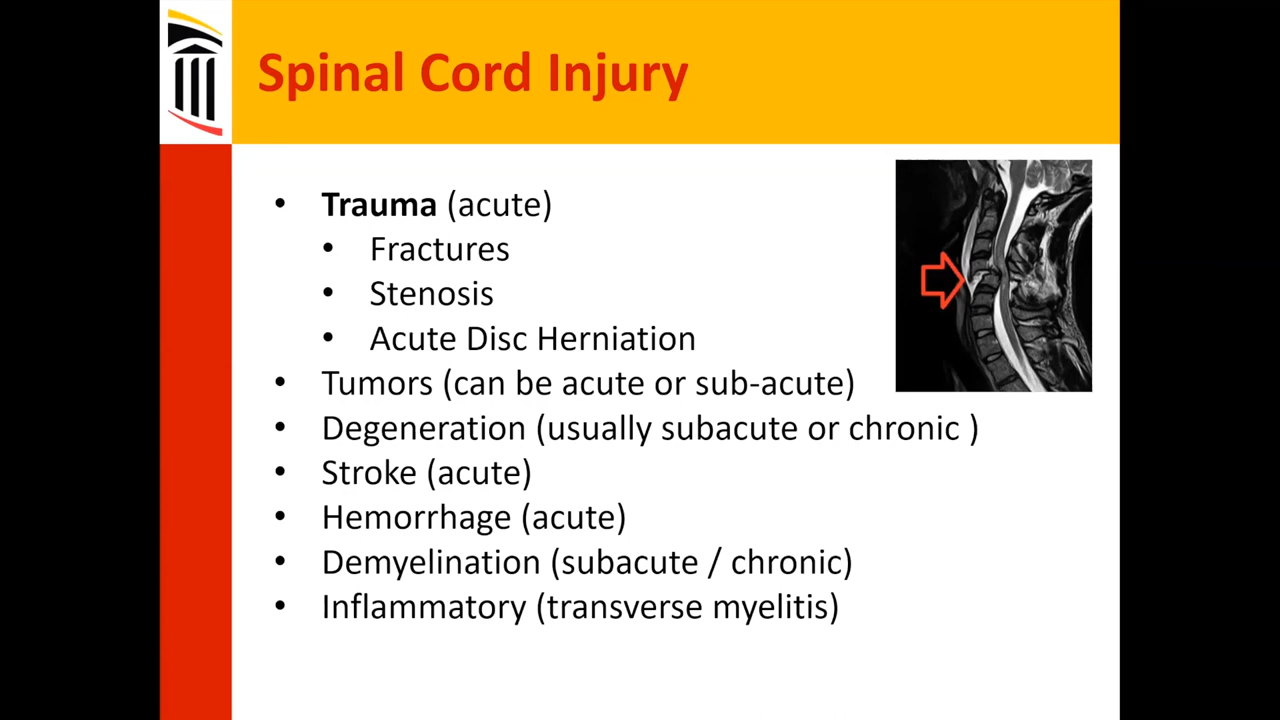 Spinal Cord Injury
• Trauma (acute)
• Fractures
• Stenosis
• Acute Disc Herniation
• Tumors (can be acute or sub-acute)
• Degeneration (usually subacute or chronic )
• Stroke (acute)
• Hemorrhage (acute)
• Demyelination (subacute / chronic)
• Inflammatory (transverse myelitis)